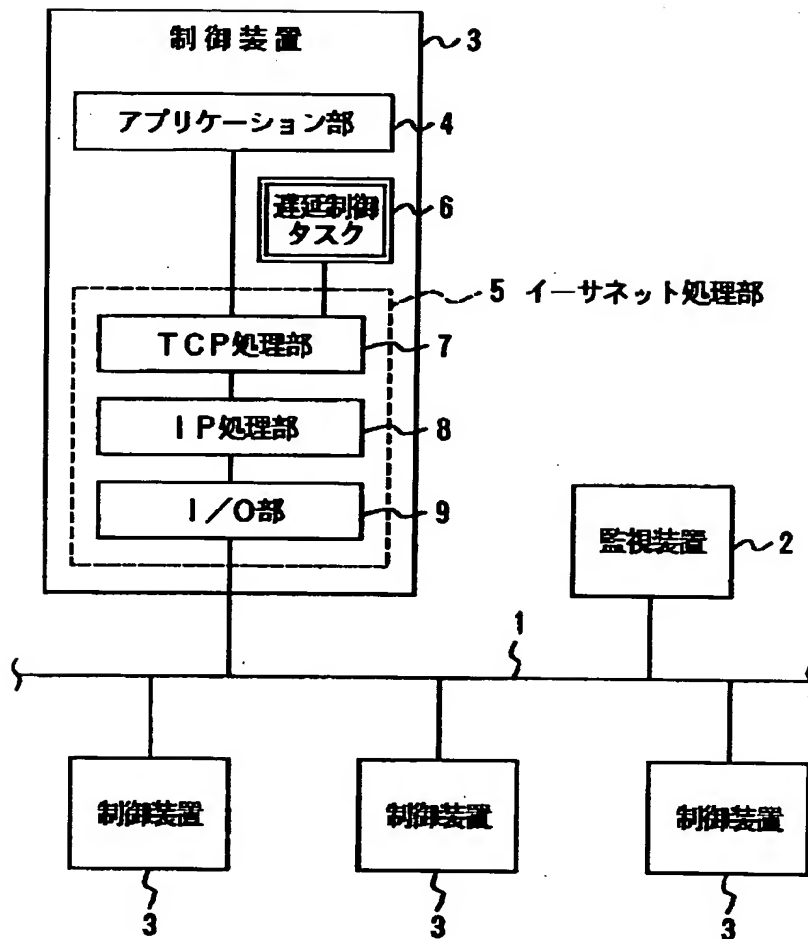 制御装置
3
アプリケーション部
4
遅延制御
タスク
6
5 イーサネット処理部
TCP処理部
7
IP処理部
8
I/O部
9
監視装置
2
1
制御装置
制御装置
制御装置
3
3
3